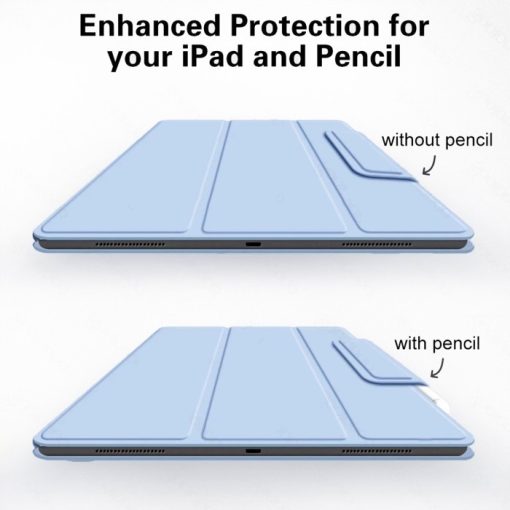 Enhanced Protection for
your iPad and Pencil
without pencil
with pencil